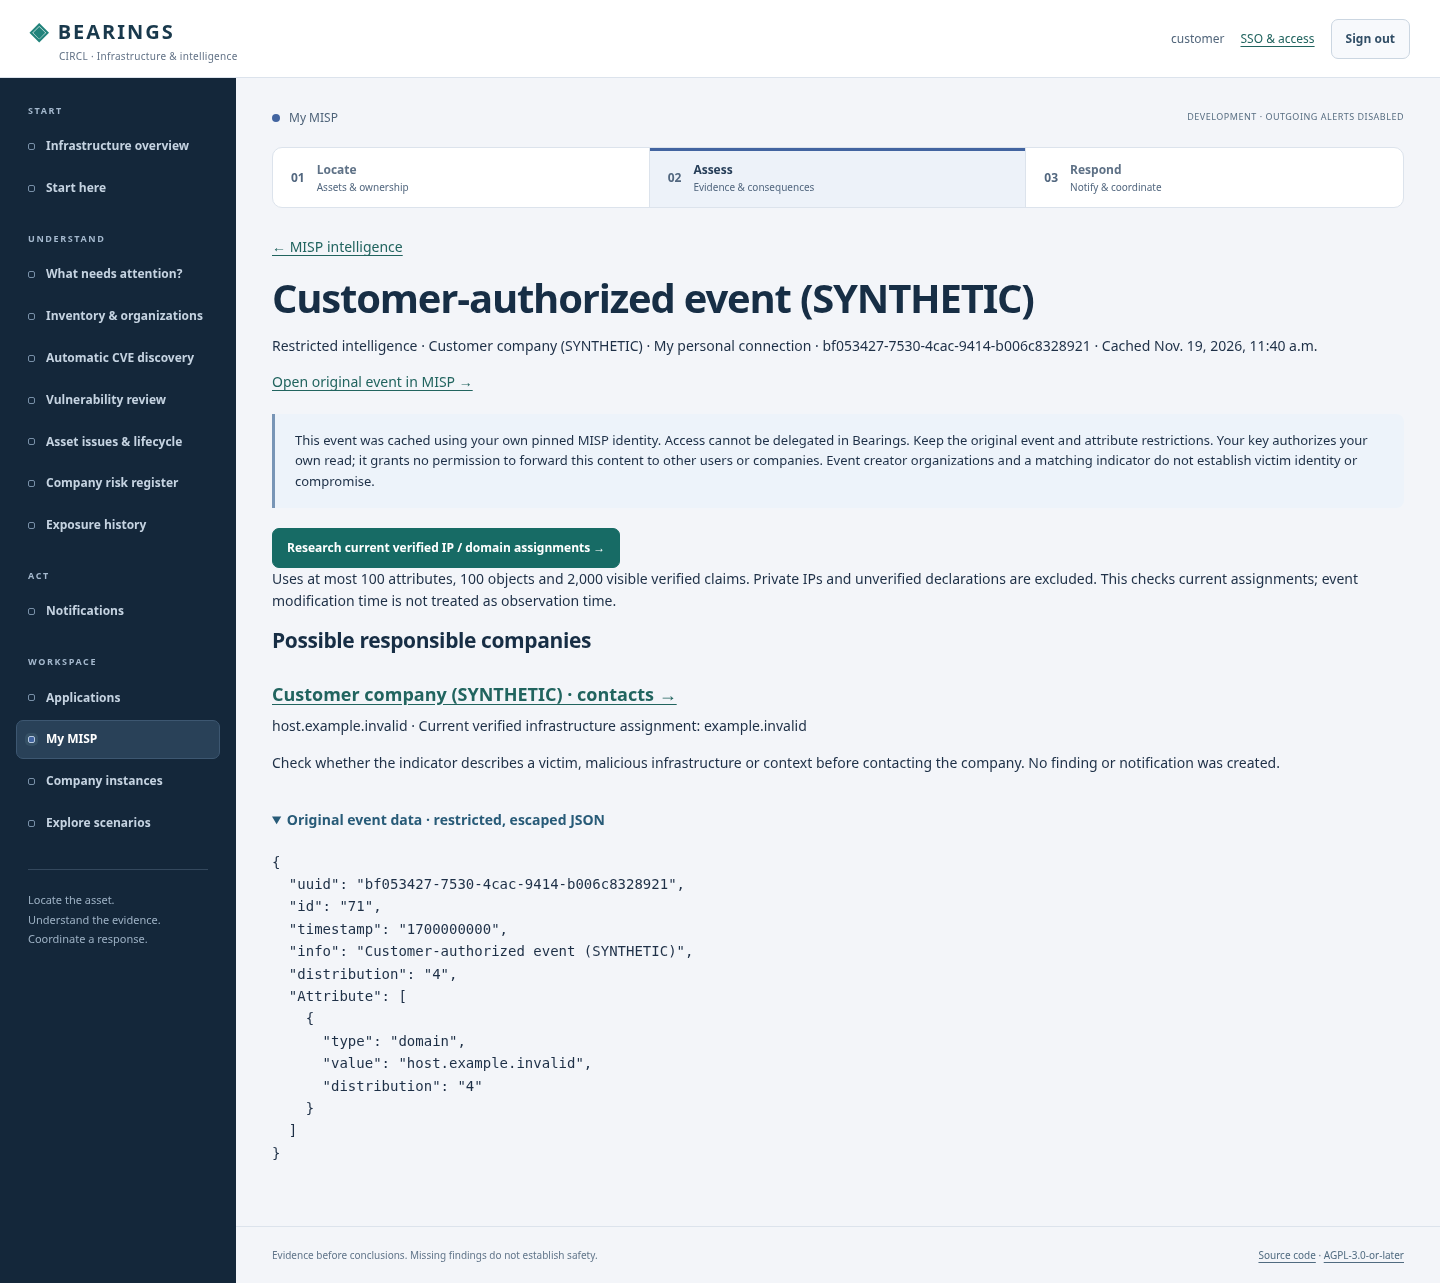 BEARINGS
CIRCL · Infrastructure & intelligence
customer
SSO & access
Sign out
START
Infrastructure overview
Start here
UNDERSTAND
What needs attention?
Inventory & organizations
Automatic CVE discovery
Vulnerability review
Asset issues & lifecycle
Company risk register
Exposure history
ACT
Notifications
WORKSPACE
Applications
My MISP
Company instances
Explore scenarios
Locate the asset.
Understand the evidence.
Coordinate a response.
My MISP
DEVELOPMENT · OUTGOING ALERTS DISABLED
01 Locate
Assets & ownership
02 Assess
Evidence & consequences
03 Respond
Notify & coordinate
← MISP intelligence
Customer-authorized event (SYNTHETIC)
Restricted intelligence · Customer company (SYNTHETIC) · My personal connection · bf053427-7530-4cac-9414-b006c8328921 · Cached Nov. 19, 2026, 11:40 a.m.
Open original event in MISP →
This event was cached using your own pinned MISP identity. Access cannot be delegated in Bearings. Keep the original event and attribute restrictions. Your key authorizes your
own read; it grants no permission to forward this content to other users or companies. Event creator organizations and a matching indicator do not establish victim identity or
compromise.
Research current verified IP / domain assignments →
Uses at most 100 attributes, 100 objects and 2,000 visible verified claims. Private IPs and unverified declarations are excluded. This checks current assignments; event
modification time is not treated as observation time.
Possible responsible companies
Customer company (SYNTHETIC) · contacts →
host.example.invalid · Current verified infrastructure assignment: example.invalid
Check whether the indicator describes a victim, malicious infrastructure or context before contacting the company. No finding or notification was created.
▼ Original event data · restricted, escaped JSON
{
  "uuid": "bf053427-7530-4cac-9414-b006c8328921",
  "id": "71",
  "timestamp": "1700000000",
  "info": "Customer-authorized event (SYNTHETIC)",
  "distribution": "4",
  "Attribute": [
    {
      "type": "domain",
      "value": "host.example.invalid",
      "distribution": "4"
    }
  ]
}
Evidence before conclusions. Missing findings do not establish safety.
Source code · AGPL-3.0-or-later